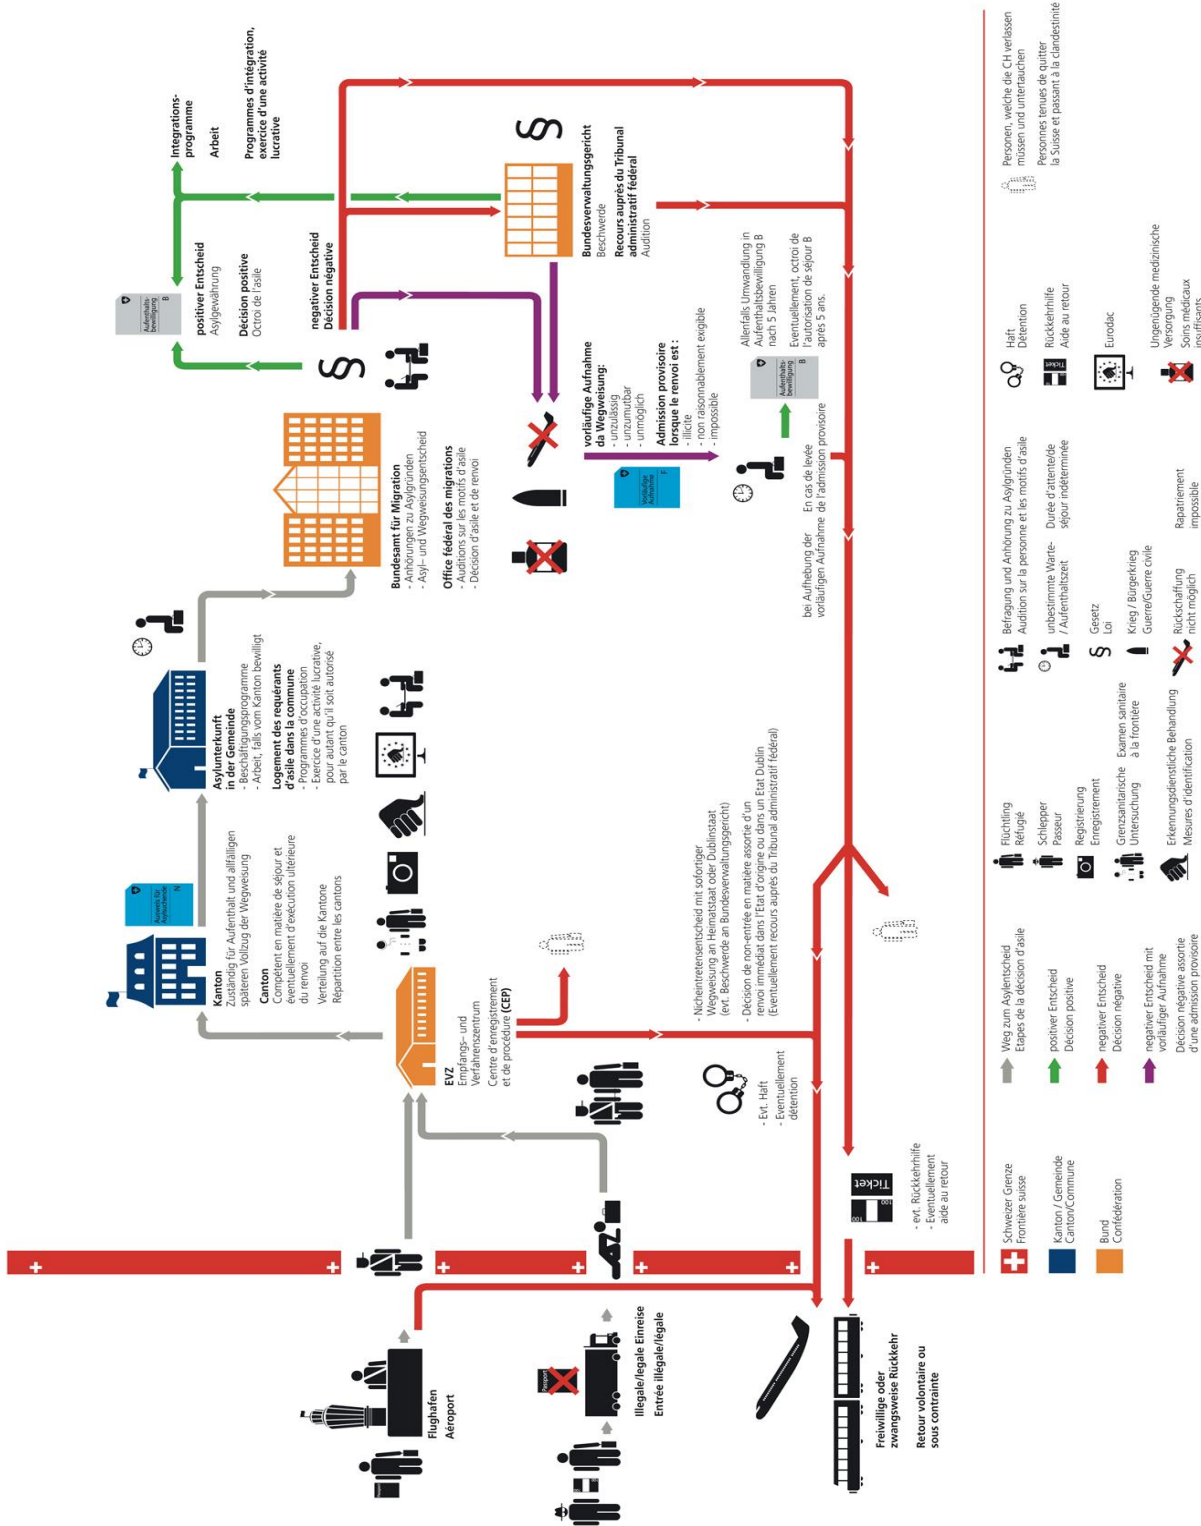 Flughafen
Aéroport
Passport
Illegale/legale Einreise
Entrée illégale/légale
Freiwillige oder
zwangsweise Rückkehr
Retour volontaire ou
sous contrainte
EVZ
Empfangs– und
Verfahrenszentrum
Centre d'enregistrement
et de procédure (CEP)
Kanton
Zuständig für Aufenthalt und allfälligen
späteren Vollzug der Wegweisung
Canton
Compétent en matière de séjour et
éventuellement d'exécution ultérieure
du renvoi
Verteilung auf die Kantone
Répartition entre les cantons
Ausweis für
Asylsuchende
N
Asylunterkunft
in der Gemeinde
- Beschäftigungsprogramme
- Arbeit, falls vom Kanton bewilligt
Logement des requérants
d'asile dans la commune
- Programmes d'occupation
- Exercice d'une activité lucrative,
pour autant qu'il soit autorisé
par le canton
Bundesamt für Migration
- Anhörungen zu Asylgründen
- Asyl– und Wegweisungsentscheid
Office fédéral des migrations
- Auditions sur les motifs d'asile
- Décision d'asile et de renvoi
Aufenthalts-
bewilligung
B
positiver Entscheid
Asylgewährung
Décision positive
Octroi de l'asile
negativer Entscheid
Décision négative
Integrations-
programme
Arbeit
Programmes d'intégration,
exercice d'une activité
lucrative
Bundesverwaltungsgericht
Beschwerde
Recours auprès du Tribunal
administratif fédéral
Audition
vorläufige Aufnahme
da Wegweisung:
- unzulässig
- unzumutbar
- unmöglich
Admission provisoire
lorsque le renvoi est :
- illicite
- non raisonnablement exigible
- impossible
Vorläufige
Aufnahme
F
Allenfalls Umwandlung in
Aufenthaltsbewilligung B
nach 5 Jahren
Eventuellement, octroi de
l'autorisation de séjour B
après 5 ans.
Aufenthalts-
bewilligung
B
bei Aufhebung der
vorläufigen Aufnahme
En cas de levée
de l'admission provisoire
- Nichteintretensentscheid mit sofortiger
Wegweisung an Heimatstaat oder Dublinstaat
(evt. Beschwerde an Bundesverwaltungsgericht)
- Décision de non-entrée en matière assortie d'un
renvoi immédiat dans l'Etat d'origine ou dans un Etat Dublin
(Eventuellement recours auprès du Tribunal administratif fédéral)
- Evt. Haft
- Eventuellement
détention
Ticket
100
100
- evt. Rückkehrhilfe
- Eventuellement
aide au retour
Schweizer Grenze
Frontière suisse
Kanton / Gemeinde
Canton/Commune
Bund
Confédération
Weg zum Asylentscheid
Etapes de la décision d'asile
positiver Entscheid
Décision positive
negativer Entscheid
Décision négative
negativer Entscheid mit
vorläufiger Aufnahme
Décision négative assortie
d'une admission provisoire
Flüchtling
Réfugié
Schlepper
Passeur
Registrierung
Enregistrement
Grenzsanitarische
Untersuchung
Examen sanitaire
à la frontière
Erkennungsdienstliche Behandlung
Mesures d'identification
Befragung und Anhörung zu Asylgründen
Audition sur la personne et les motifs d'asile
unbestimmte Warte-
/ Aufenthaltszeit
Durée d'attente/de
séjour indéterminée
Gesetz
Loi
Krieg / Bürgerkrieg
Guerre/Guerre civile
Rückschaffung
nicht möglich
Rapatriement
impossible
Haft
Détention
Ticket
Rückkehrhilfe
Aide au retour
Eurodac
Ungenügende medizinische
Versorgung
Soins médicaux
insuffisants
Personen, welche die CH verlassen
müssen und untertauchen
Personnes tenues de quitter
la Suisse et passant à la clandestinité